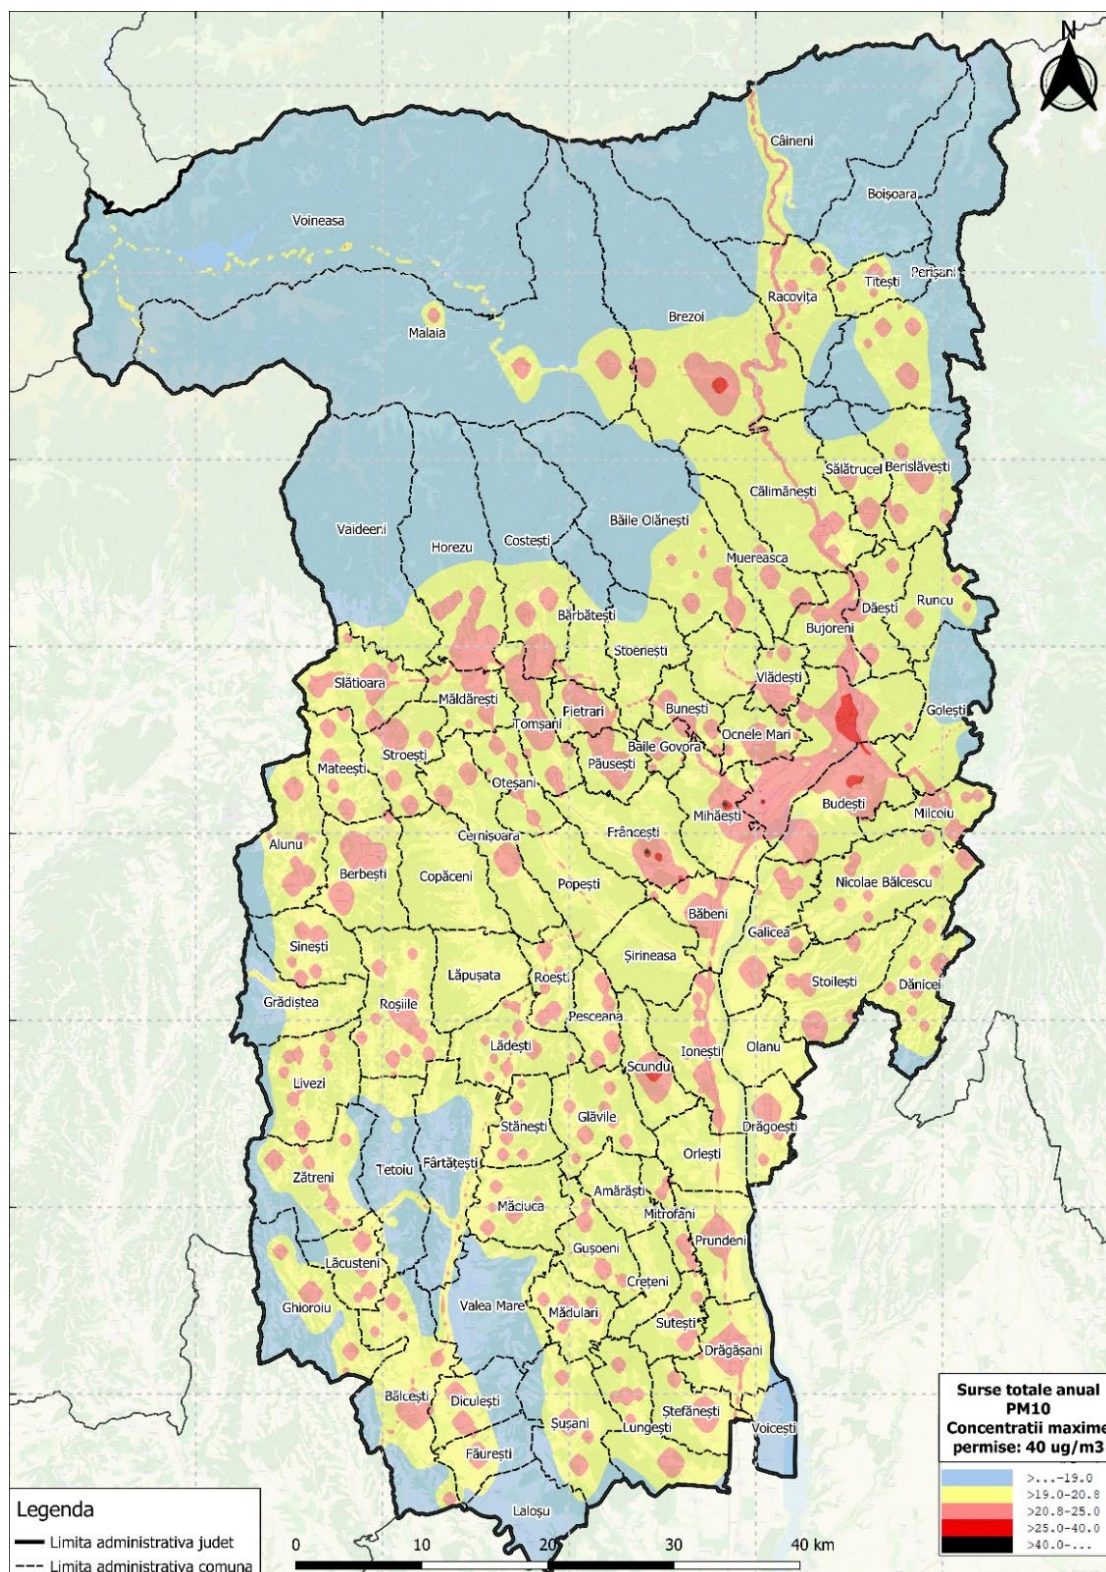 N
Câineni
Boișoara
Voineasa
Perișani
Titești
Racovița
Brezoi
Malaia
Sălătrucel
Berislăvești
Călimănești
Băile Olănești
Vaideeni
Horezu
Costești
Muereasca
Runcu
Dăești
Bărbătești
Bujoreni
Stoenești
Vlădești
Slătioara
Măldărești
Pietrari
Bunești
Golești
Tomșani
Ocnele Mari
Stroești
Băile Govora
Mateești
Păușești
Oteșani
Budești
Mihăești
Milcoiu
Frâncești
Cernișoara
Alunu
Berbești
Copăceni
Popești
Nicolae Bălcescu
Băbeni
Galicea
Sinești
Șirineasa
Lăpușata
Roești
Stoilești
Dănicei
Grădiștea
Roșiile
Pesceana
Lădești
Ionești
Olanu
Scundu
Livezi
Glăvile
Stănești
Drăgoești
Orlești
Tetoiu
Fârtățești
Zătreni
Amărăști
Măciuca
Mitrofani
Prundeni
Gușoeni
Lăcusteni
Crețeni
Ghioroiu
Valea Mare
Mădulari
Sutești
Drăgășani
Bălcești
Diculești
Ștefănești
Șușani
Lungești
Voicești
Făurești
Laloșu
Surse totale anual
PM10
Concentratii maxime
permise: 40 ug/m3
>...-19.0
>19.0-20.8
>20.8-25.0
>25.0-40.0
>40.0-...
Legenda
Limita administrativa judet
Limita administrativa comuna
0 10 20 30 40 km